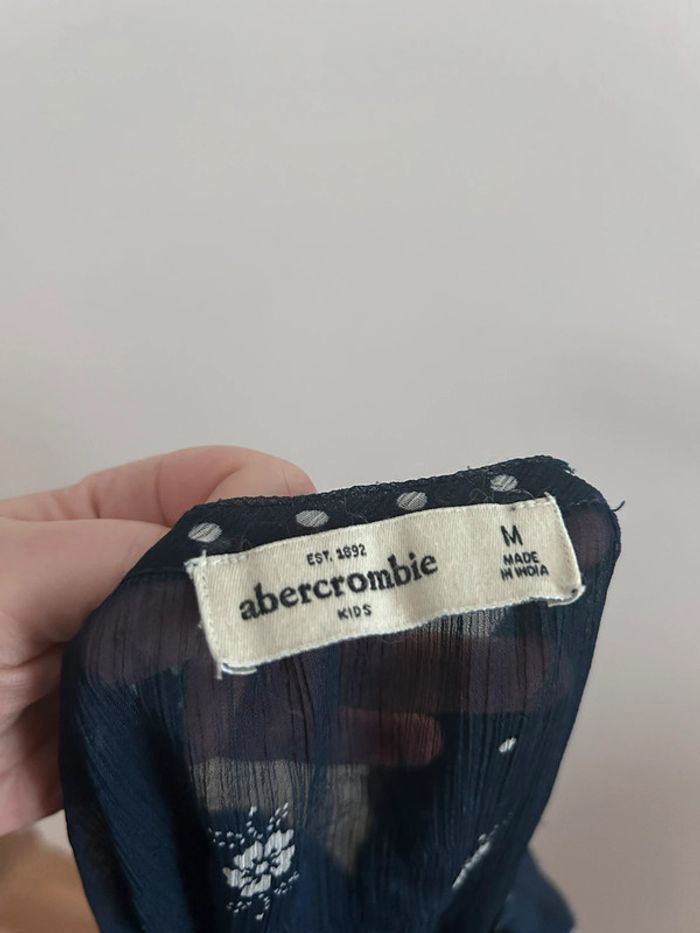 EST. 1892
abercrombie
KIDS
M
MADE
IN INDIA